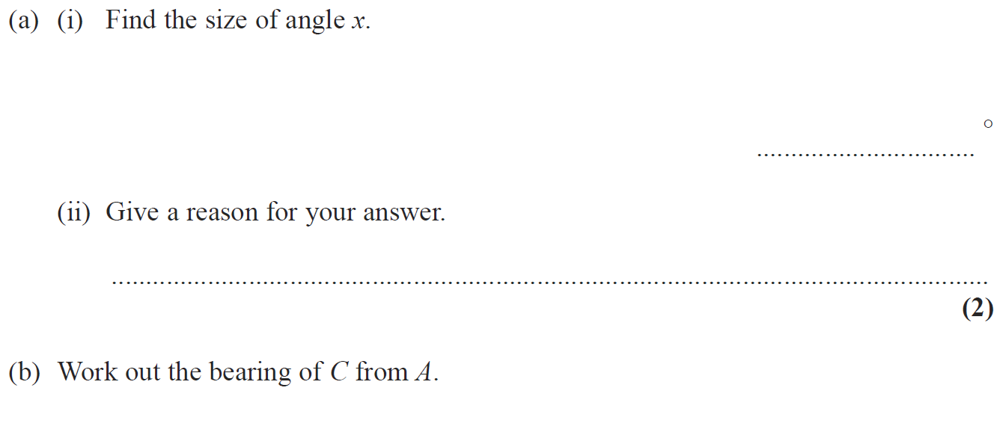 (a) (i) Find the size of angle x.
..............................°
(ii) Give a reason for your answer.
....................................................................................................................
(2)
(b) Work out the bearing of C from A.